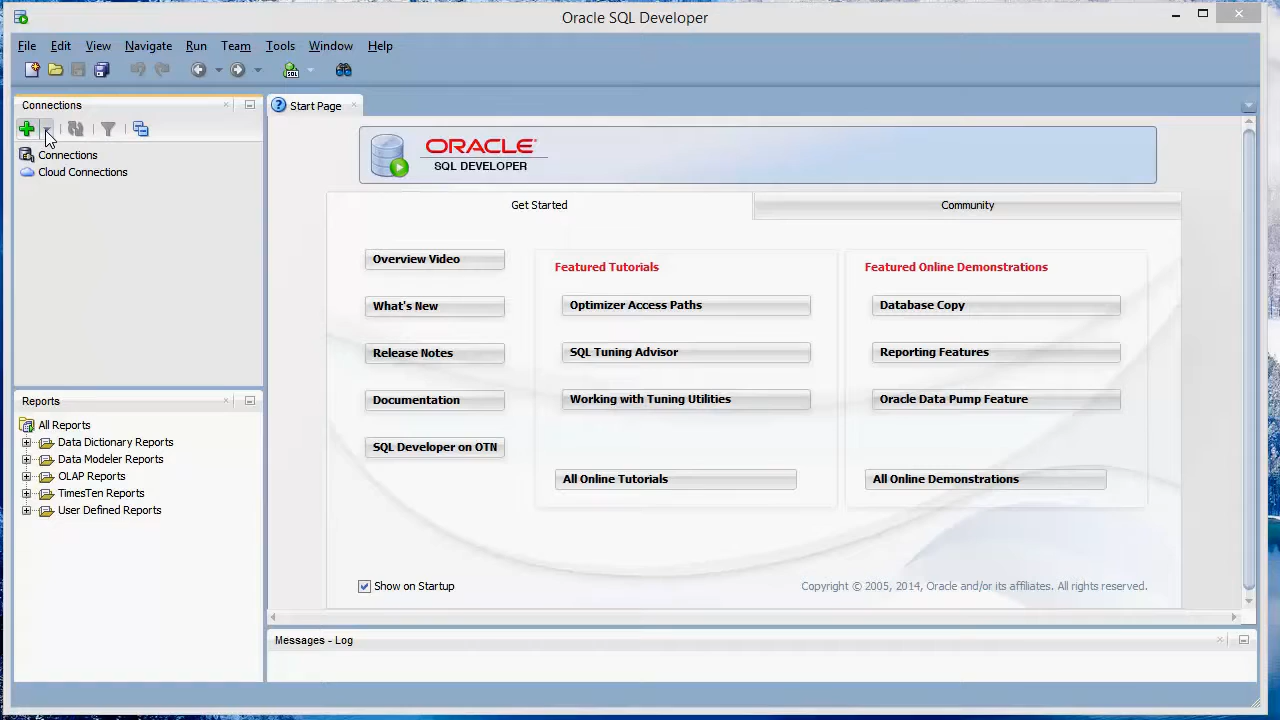 Oracle SQL Developer
File Edit View Navigate Run Team Tools Window Help
SQL
Connections
Connections
Cloud Connections
Reports
All Reports
Data Dictionary Reports
Data Modeler Reports
OLAP Reports
TimesTen Reports
User Defined Reports
Start Page
ORACLE®
SQL DEVELOPER
Get Started
Community
Overview Video
What's New
Release Notes
Documentation
SQL Developer on OTN
Featured Tutorials
Optimizer Access Paths
SQL Tuning Advisor
Working with Tuning Utilities
All Online Tutorials
Featured Online Demonstrations
Database Copy
Reporting Features
Oracle Data Pump Feature
All Online Demonstrations
Show on Startup
Copyright © 2005, 2014, Oracle and/or its affiliates. All rights reserved.
Messages - Log